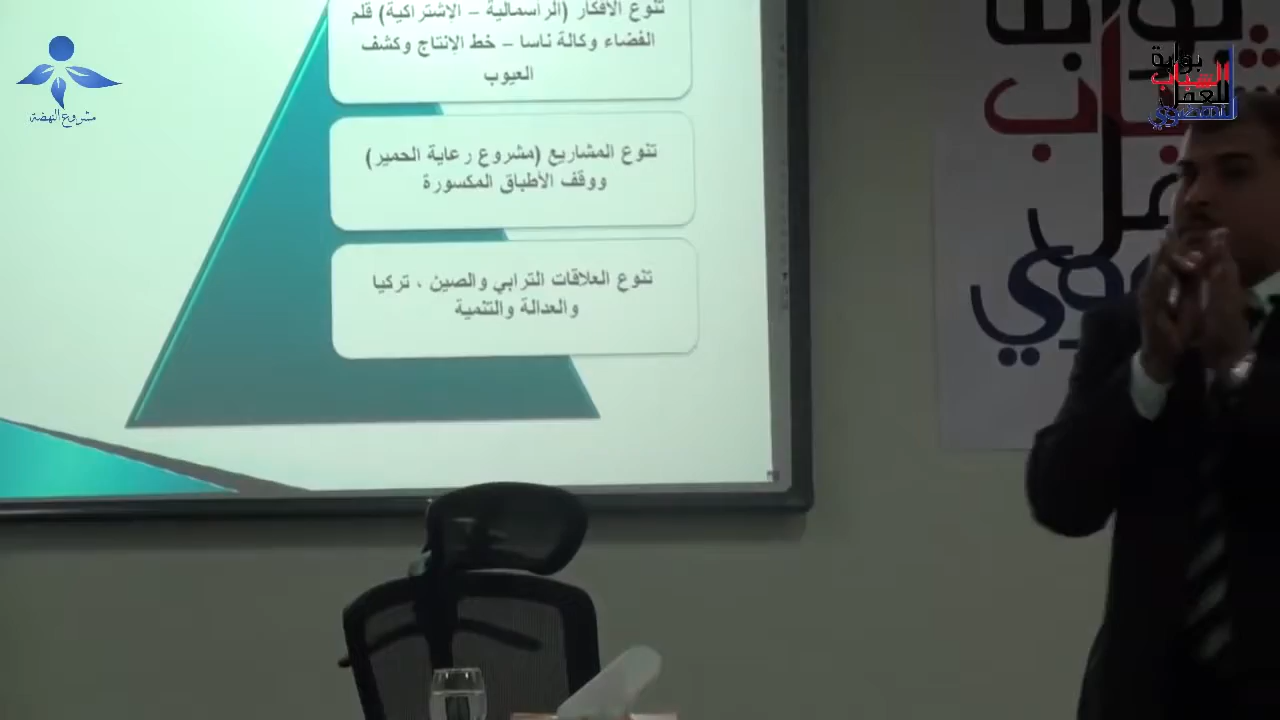 تنوع الأفكار (الرأسمالية – الإشتراكية) قلم
الفضاء وكالة ناسا – خط الإنتاج وكشف
العيوب
تنوع المشاريع (مشروع رعاية الحمير)
ووقف الأطباق المكسورة
تنوع العلاقات الترابي والصين ، تركيا
والعدالة والتنمية
مشروع النهضة
بوابة
الشباب
للعمل